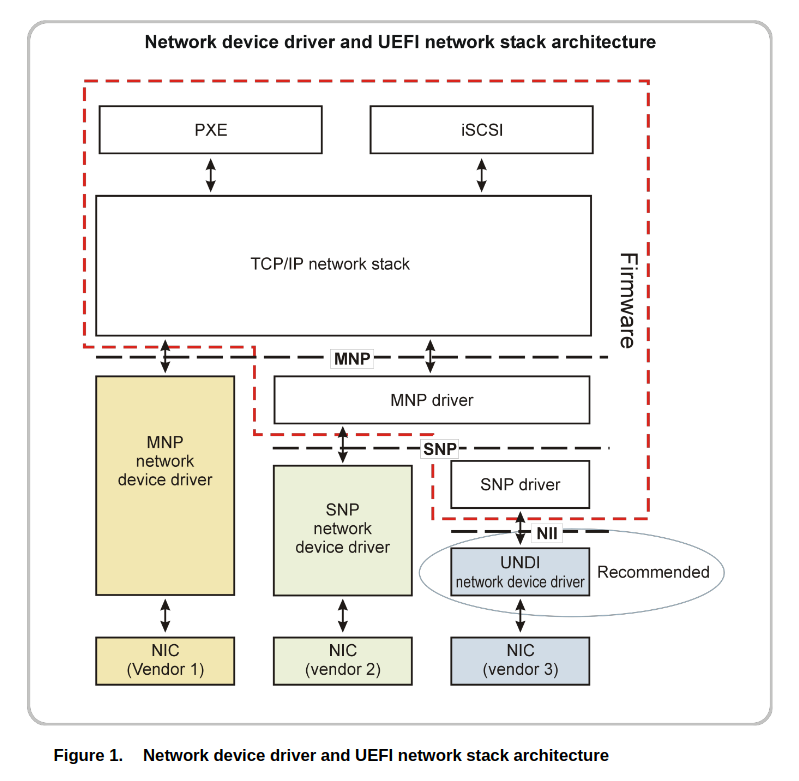 Network device driver and UEFI network stack architecture
PXE
iSCSI
TCP/IP network stack
Firmware
MNP
MNP driver
MNP
network
device driver
SNP
SNP driver
SNP
network
device driver
NII
UNDI
network device driver
Recommended
NIC
(Vendor 1)
NIC
(vendor 2)
NIC
(vendor 3)
Figure 1. Network device driver and UEFI network stack architecture